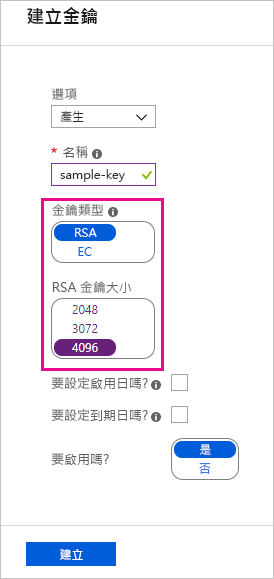 建立金鑰
選項
產生
* 名稱
sample-key
金鑰類型
RSA
EC
RSA 金鑰大小
2048
3072
4096
要設定啟用日嗎?
要設定到期日嗎?
要啟用嗎?
是
否
建立